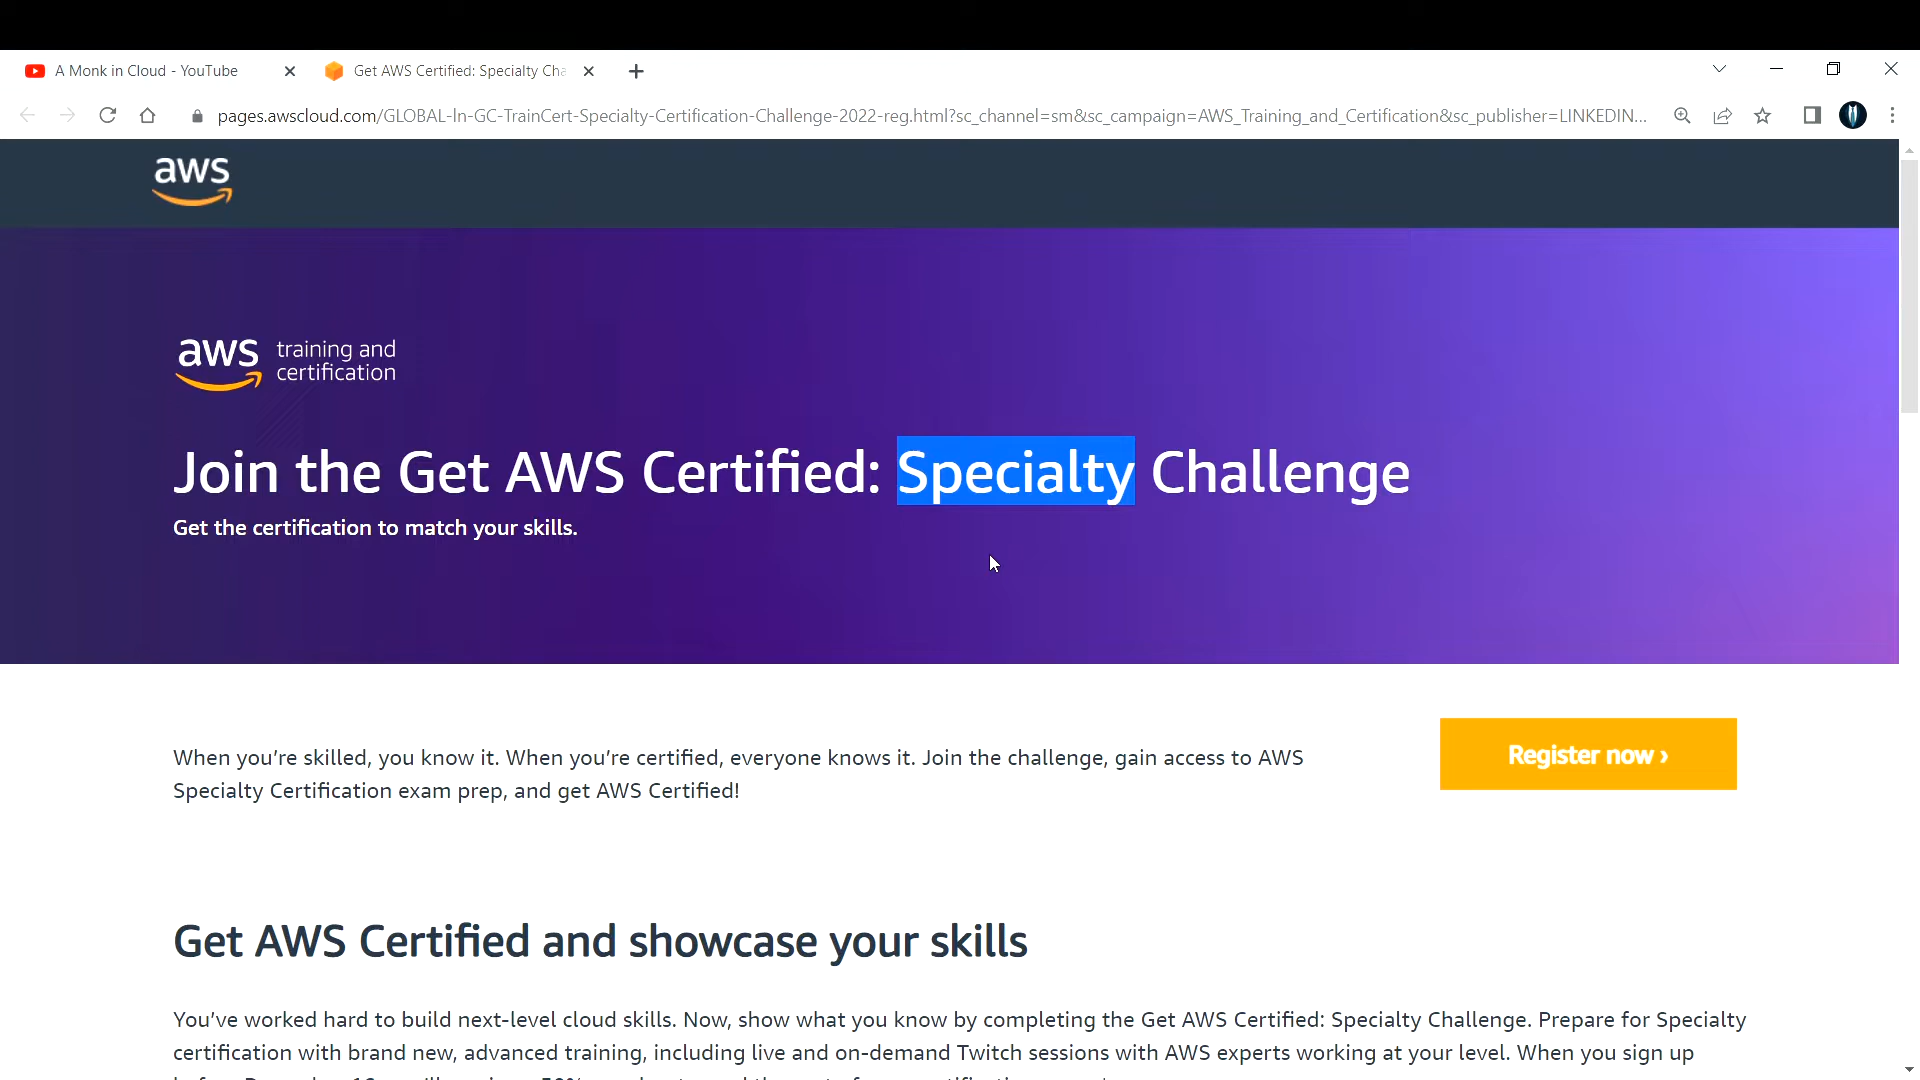 A Monk in Cloud - YouTube
Get AWS Certified: Specialty Cha
pages.awscloud.com/GLOBAL-ln-GC-TrainCert-Specialty-Certification-Challenge-2022-reg.html?sc_channel=sm&sc_campaign=AWS_Training_and_Certification&sc_publisher=LINKEDIN...
aws
aws training and
certification
Join the Get AWS Certified: Specialty Challenge
Get the certification to match your skills.
When you’re skilled, you know it. When you’re certified, everyone knows it. Join the challenge, gain access to AWS
Specialty Certification exam prep, and get AWS Certified!
Register now ›
Get AWS Certified and showcase your skills
You’ve worked hard to build next-level cloud skills. Now, show what you know by completing the Get AWS Certified: Specialty Challenge. Prepare for Specialty
certification with brand new, advanced training, including live and on-demand Twitch sessions with AWS experts working at your level. When you sign up